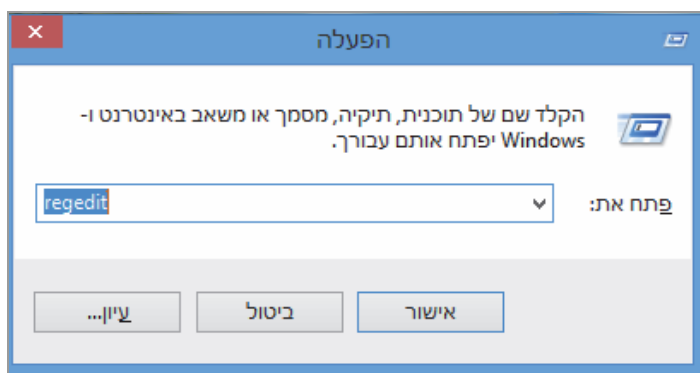 הפעלה
הקלד שם של תוכנית, תיקיה, מסמך או משאב באינטרנט ו-
Windows יפתח אותם עבורך.
פתח את:
regedit
אישור
ביטול
עיון...